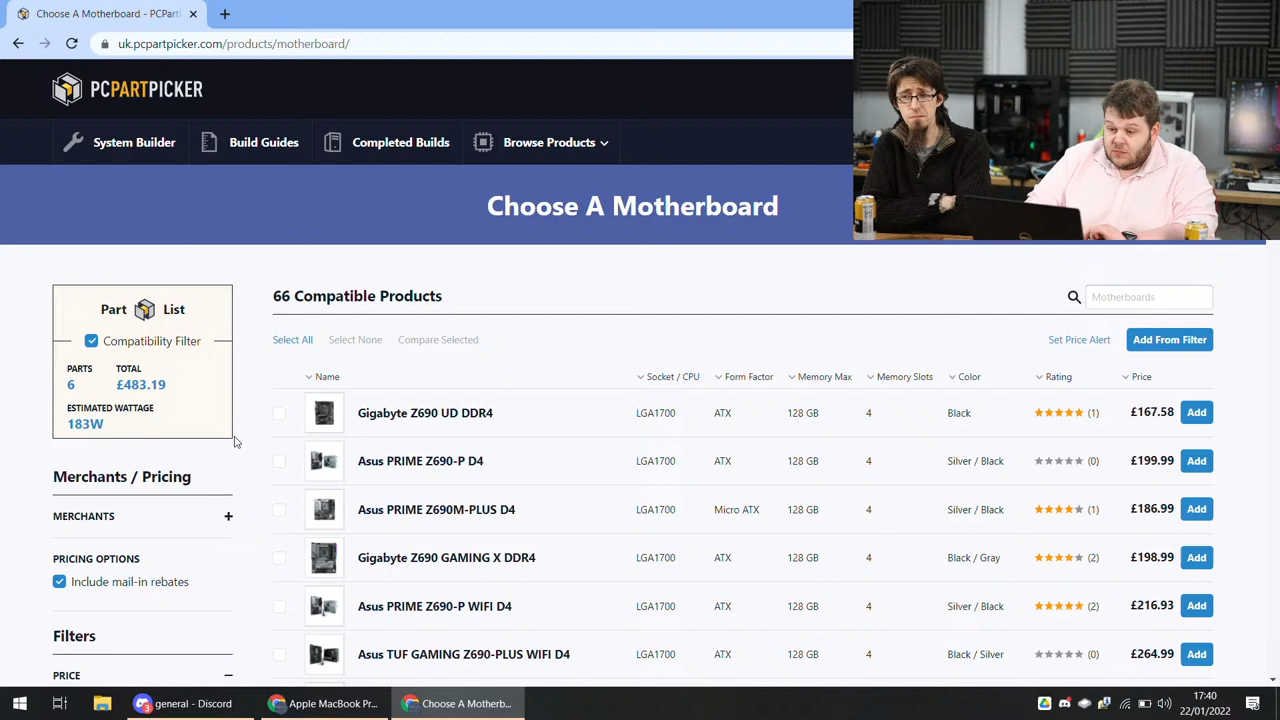 Choose A Motherboard - PCPart
uk.pcpartpicker.com/products/motherboard/
PCPARTPICKER
System Builder
Build Guides
Completed Builds
Browse Products
Choose A Motherboard
Part List
Compatibility Filter
PARTS TOTAL
6 £483.19
ESTIMATED WATTAGE
183W
Merchants / Pricing
MERCHANTS +
PRICING OPTIONS
Include mail-in rebates
Filters
PRICE −
66 Compatible Products
Motherboards
Select All Select None Compare Selected
Set Price Alert Add From Filter
Name Socket / CPU Form Factor Memory Max Memory Slots Color Rating Price
Gigabyte Z690 UD DDR4 LGA1700 ATX 128 GB 4 Black (1) £167.58 Add
Asus PRIME Z690-P D4 LGA1700 ATX 128 GB 4 Silver / Black (0) £199.99 Add
Asus PRIME Z690M-PLUS D4 LGA1700 Micro ATX 128 GB 4 Silver / Black (1) £186.99 Add
Gigabyte Z690 GAMING X DDR4 LGA1700 ATX 128 GB 4 Black / Gray (2) £198.99 Add
Asus PRIME Z690-P WIFI D4 LGA1700 ATX 128 GB 4 Silver / Black (2) £216.93 Add
Asus TUF GAMING Z690-PLUS WIFI D4 LGA1700 ATX 128 GB 4 Black / Silver (0) £264.99 Add
general - Discord
Apple MacBook P...
Choose A Motherb...
17:40
22/01/2022